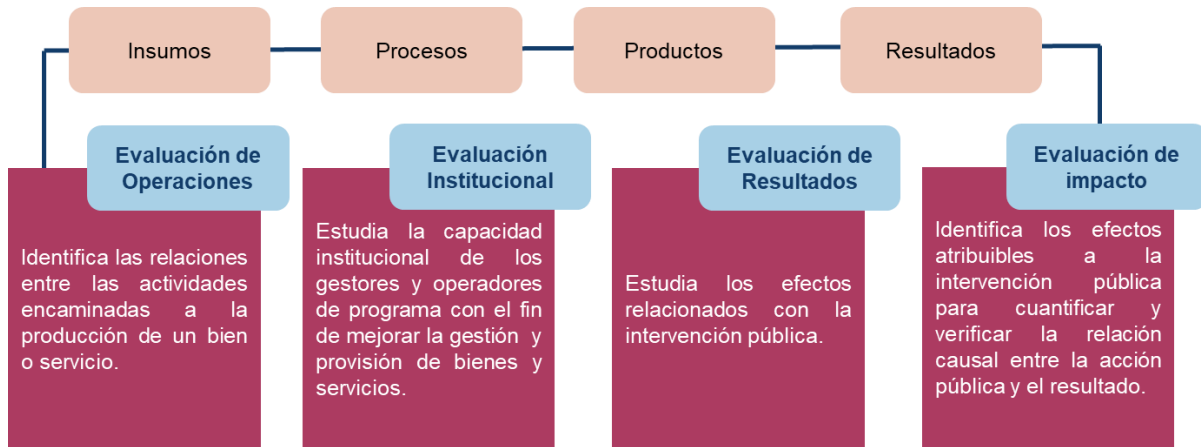 Insumos
Procesos
Productos
Resultados
Evaluación de
Operaciones
Identifica las relaciones
entre las actividades
encaminadas a la
producción de un bien
o servicio.
Evaluación
Institucional
Estudia la capacidad
institucional de los
gestores y operadores
de programa con el fin
de mejorar la gestión y
provisión de bienes y
servicios.
Evaluación de
Resultados
Estudia los efectos
relacionados con la
intervención pública.
Evaluación de
impacto
Identifica los efectos
atribuibles a la
intervención pública
para cuantificar y
verificar la relación
causal entre la acción
pública y el resultado.